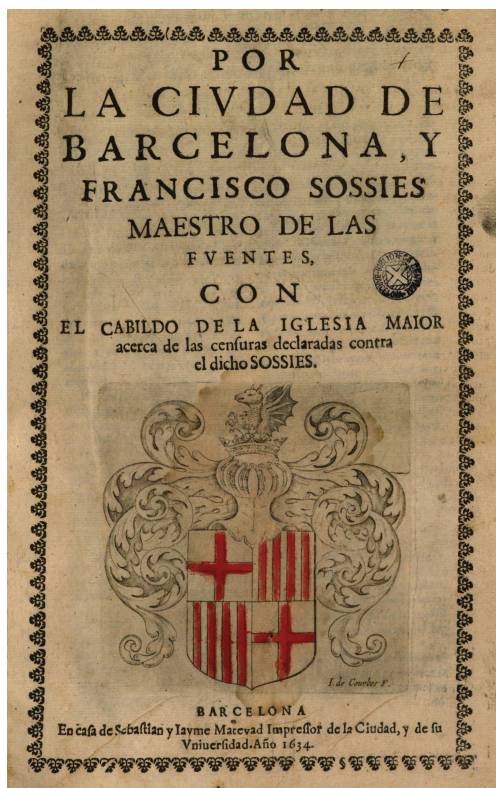 POR
LA CIVDAD DE
BARCELONA, Y
FRANCISCO SOSSIES
MAESTRO DE LAS
FVENTES,
CON
EL CABILDO DE LA IGLESIA MAIOR
acerca de las censuras declaradas contra
el dicho SOSSIES.
I. de Courbes F.
BARCELONA
En casa de Sebastian y Iayme Matevad Impressor de la Ciudad, y de su
Vniuersidad. Año 1634.